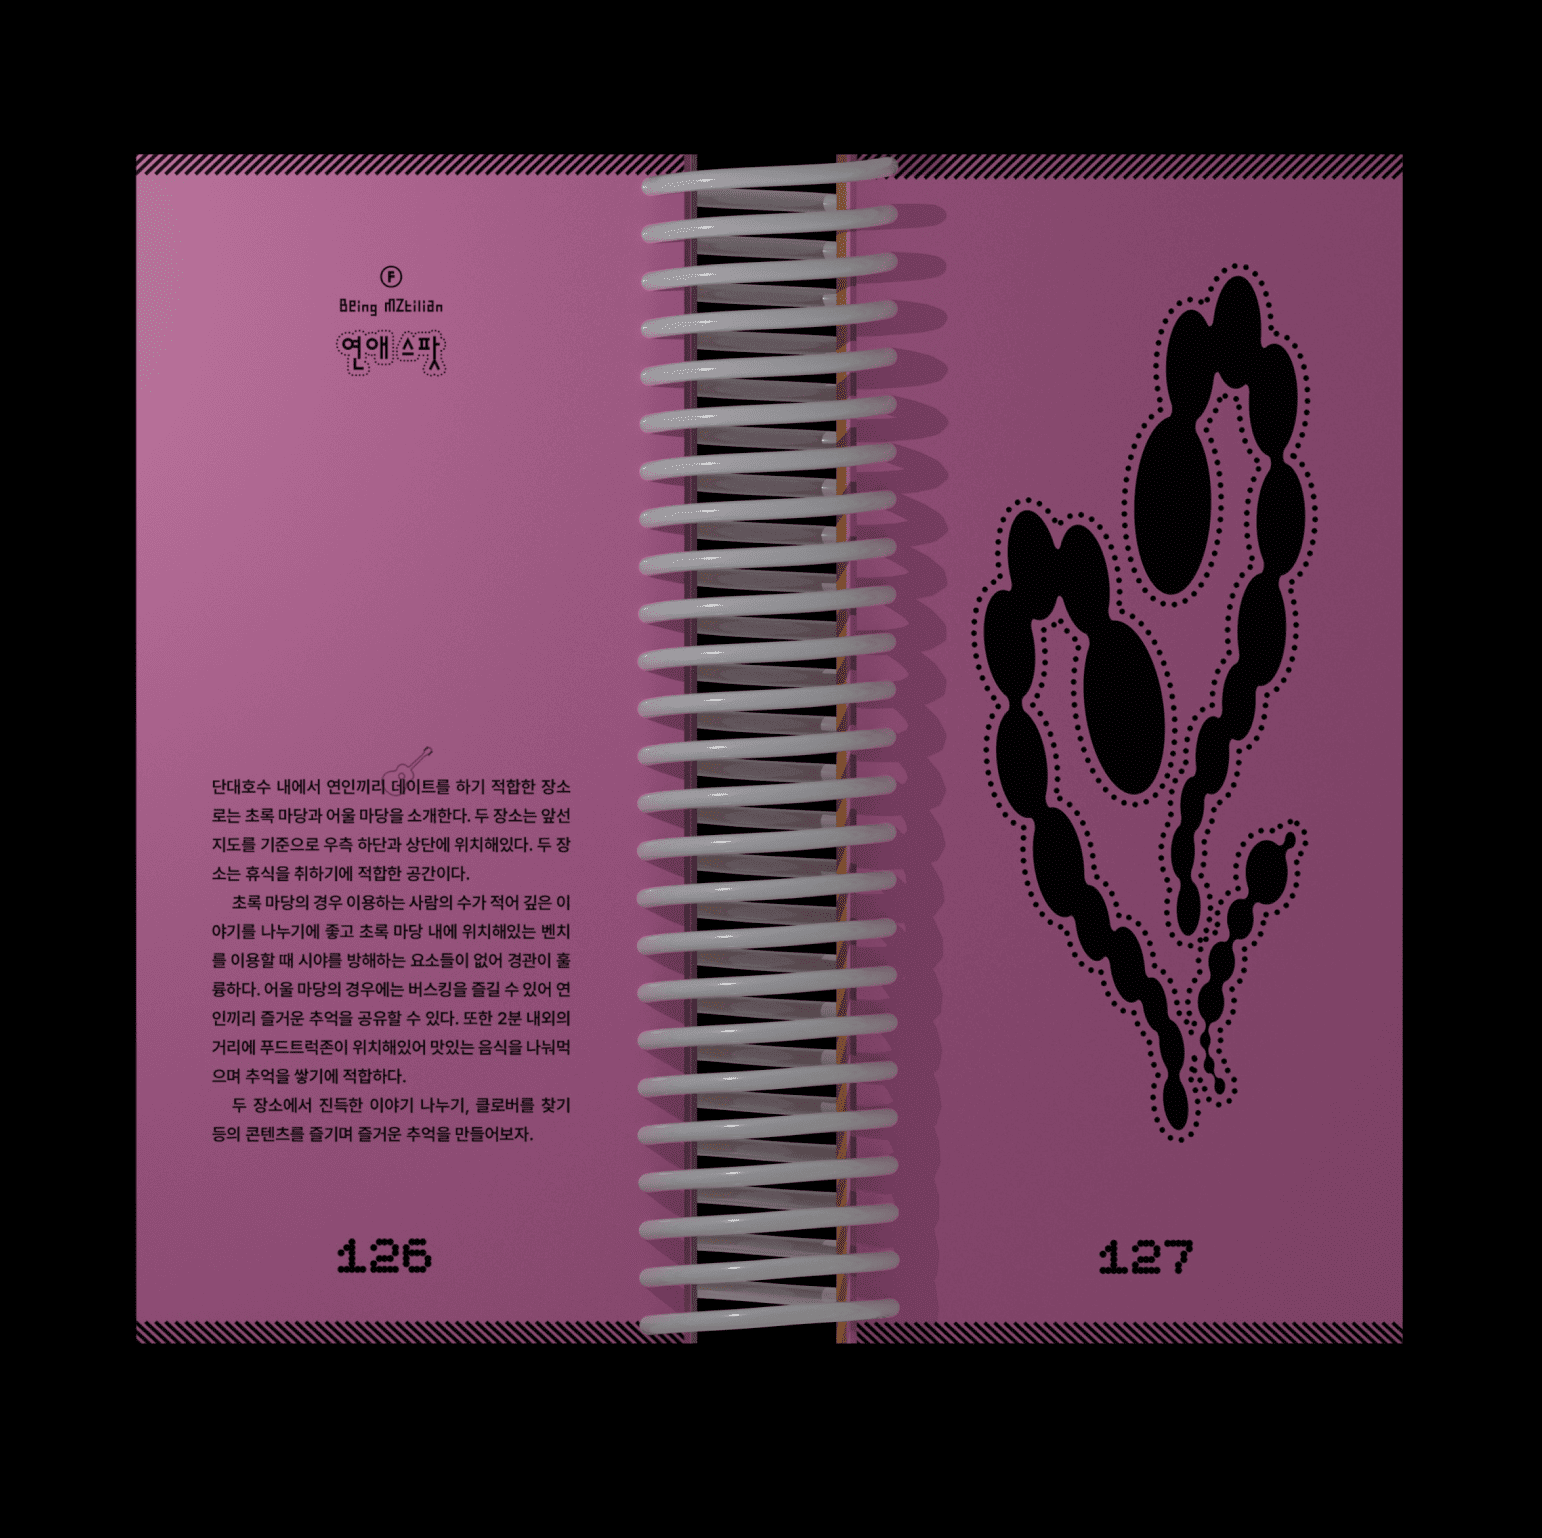 F
Being MZtilian
연애 스팟
단대호수 내에서 연인끼리 데이트를 하기 적합한 장소
로는 초록 마당과 어울 마당을 소개한다. 두 장소는 앞선
지도를 기준으로 우측 하단과 상단에 위치해있다. 두 장
소는 휴식을 취하기에 적합한 공간이다.
초록 마당의 경우 이용하는 사람의 수가 적어 깊은 이
야기를 나누기에 좋고 초록 마당 내에 위치해있는 벤치
를 이용할 때 시야를 방해하는 요소들이 없어 경관이 훌
륭하다. 어울 마당의 경우에는 버스킹을 즐길 수 있어 연
인끼리 즐거운 추억을 공유할 수 있다. 또한 2분 내외의
거리에 푸드트럭존이 위치해있어 맛있는 음식을 나눠먹
으며 추억을 쌓기에 적합하다.
두 장소에서 진득한 이야기 나누기, 클로버를 찾기
등의 콘텐츠를 즐기며 즐거운 추억을 만들어보자.
126
127